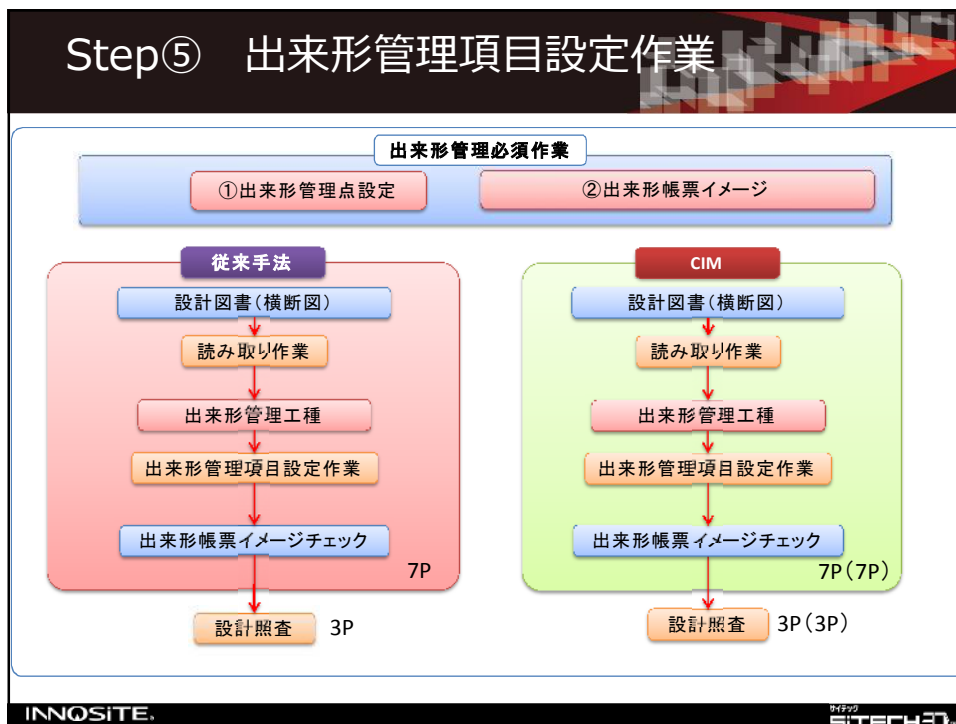 Step⑤ 出来形管理項目設定作業
出来形管理必須作業
①出来形管理点設定
②出来形帳票イメージ
従来手法
設計図書(横断図)
読み取り作業
出来形管理工種
出来形管理項目設定作業
出来形帳票イメージチェック
7P
設計照査
3P
CIM
設計図書(横断図)
読み取り作業
出来形管理工種
出来形管理項目設定作業
出来形帳票イメージチェック
7P(7P)
設計照査
3P(3P)
INNOSiTE®
サイテック
SiTECH3D